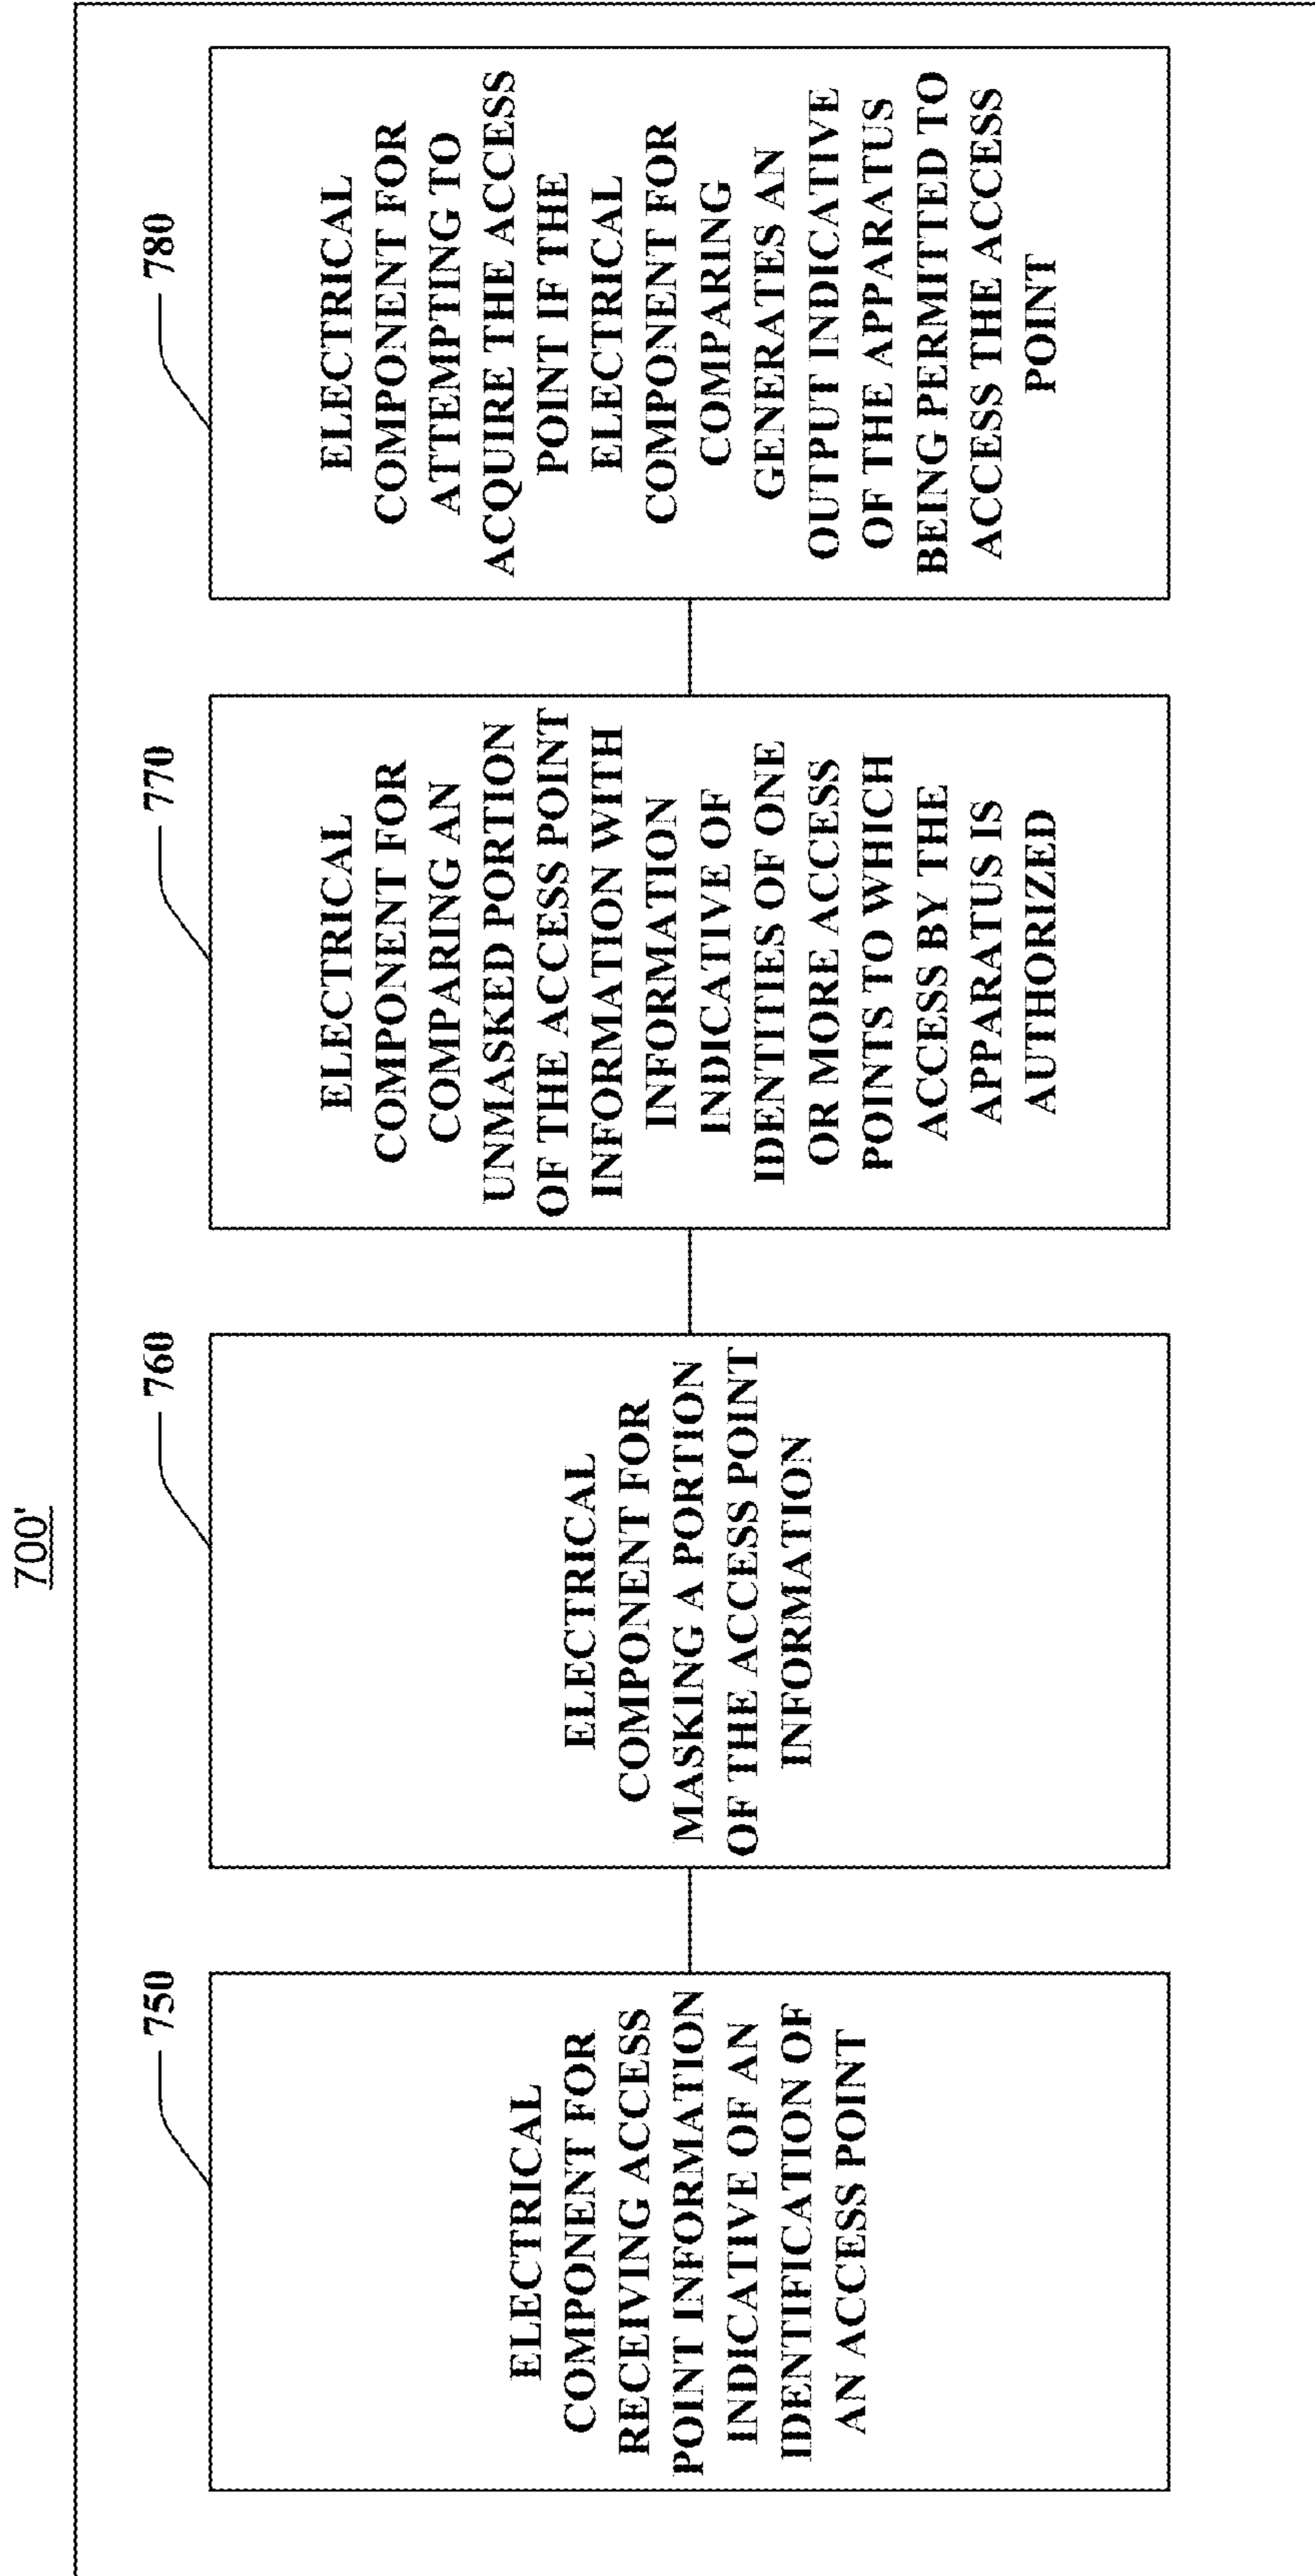 700'
750
ELECTRICAL
COMPONENT FOR
RECEIVING ACCESS
POINT INFORMATION
INDICATIVE OF AN
IDENTIFICATION OF
AN ACCESS POINT
760
ELECTRICAL
COMPONENT FOR
MASKING A PORTION
OF THE ACCESS POINT
INFORMATION
770
ELECTRICAL
COMPONENT FOR
COMPARING AN
UNMASKED PORTION
OF THE ACCESS POINT
INFORMATION WITH
INFORMATION
INDICATIVE OF
IDENTITIES OF ONE
OR MORE ACCESS
POINTS TO WHICH
ACCESS BY THE
APPARATUS IS
AUTHORIZED
780
ELECTRICAL
COMPONENT FOR
ATTEMPTING TO
ACQUIRE THE ACCESS
POINT IF THE
ELECTRICAL
COMPONENT FOR
COMPARING
GENERATES AN
OUTPUT INDICATIVE
OF THE APPARATUS
BEING PERMITTED TO
ACCESS THE ACCESS
POINT